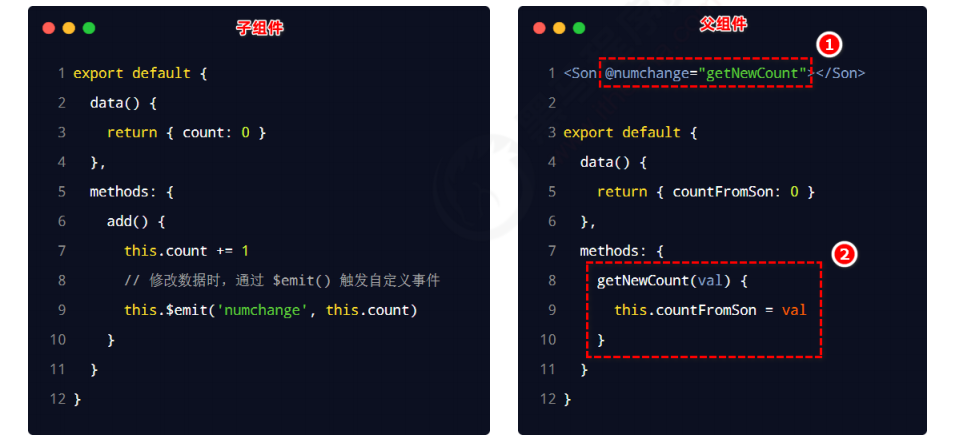 子组件
1 export default {
2 data() {
3 return { count: 0 }
4 },
5 methods: {
6 add() {
7 this.count += 1
8 // 修改数据时，通过 $emit() 触发自定义事件
9 this.$emit('numchange', this.count)
10 }
11 }
12 }
父组件
1
1 <Son @numchange="getNewCount"></Son>
2
3 export default {
4 data() {
5 return { countFromSon: 0 }
6 },
7 methods: {
2
8 getNewCount(val) {
9 this.countFromSon = val
10 }
11 }
12 }